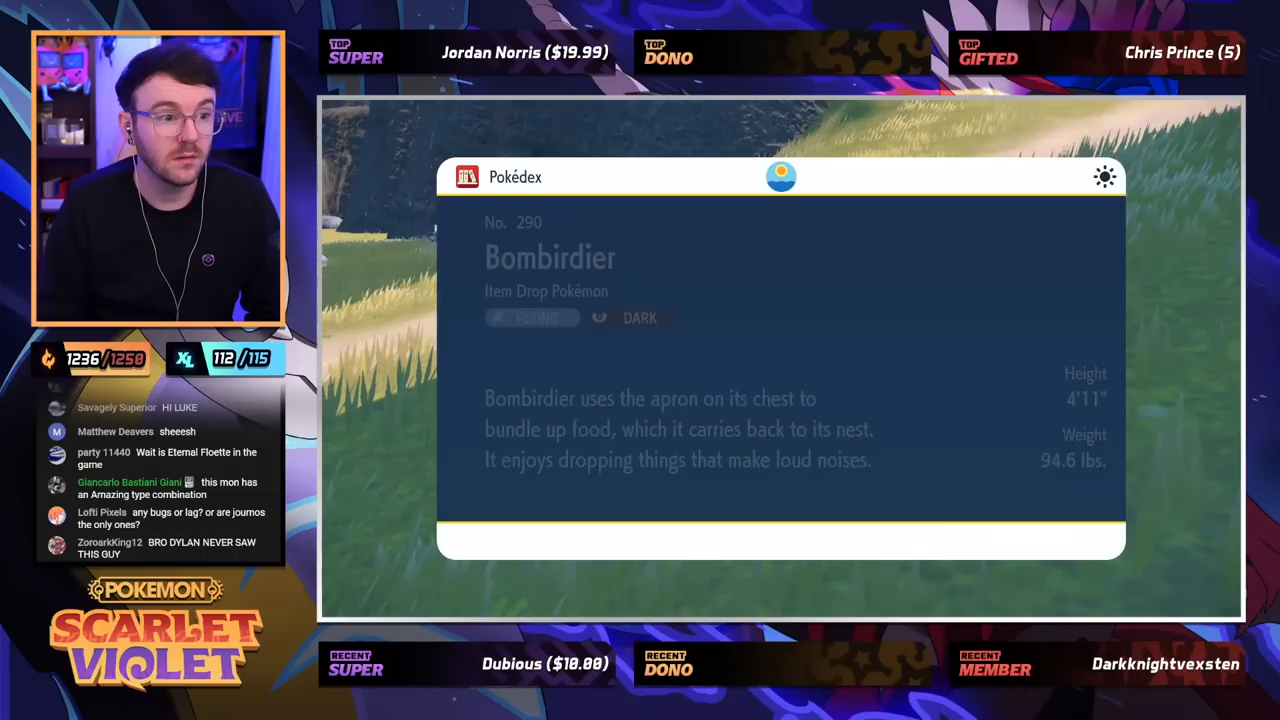 TOP SUPER Jordan Norris ($19.99)
TOP DONO
TOP GIFTED Chris Prince (5)
Pokédex
No. 290
Bombirdier
Item Drop Pokémon
FLYING DARK
Height
4'11"
Bombirdier uses the apron on its chest to
bundle up food, which it carries back to its nest.
It enjoys dropping things that make loud noises.
Weight
94.6 lbs.
1236/1250 XL 112/115
Savagely Superior HI LUKE
Matthew Deavers sheeesh
party 11440 Wait is Eternal Floette in the
game
Giancarlo Bastiani Giani this mon has
an Amazing type combination
Lofti Pixels any bugs or lag? or are journos
the only ones?
ZoroarkKing12 BRO DYLAN NEVER SAW
THIS GUY
POKEMON
SCARLET
VIOLET
RECENT SUPER Dubious ($10.00)
RECENT DONO
RECENT MEMBER Darkknightvexsten